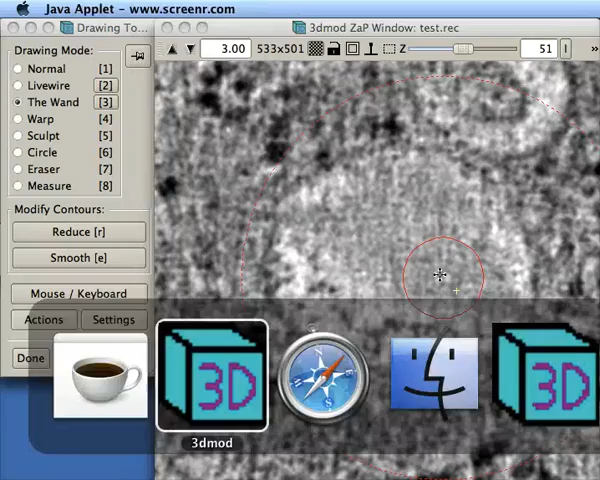 Java Applet - www.screenr.com
Drawing To...
3dmod ZaP Window: test.rec
3.00 533x501 Z 51 I »
Drawing Mode:
Normal [1]
Livewire [2]
The Wand [3]
Warp [4]
Sculpt [5]
Circle [6]
Eraser [7]
Measure [8]
Modify Contours:
Reduce [r]
Smooth [e]
Mouse / Keyboard
Actions Settings
Done
3D
3D
3dmod